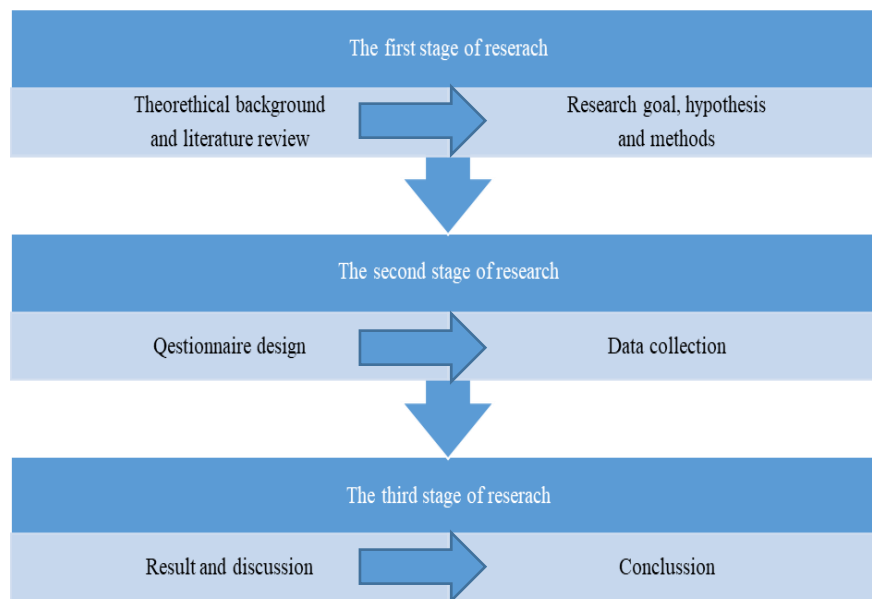 The first stage of reserach
Theorethical background
and literature review
Research goal, hypothesis
and methods
The second stage of research
Qestionnaire design
Data collection
The third stage of reserach
Result and discussion
Conclussion